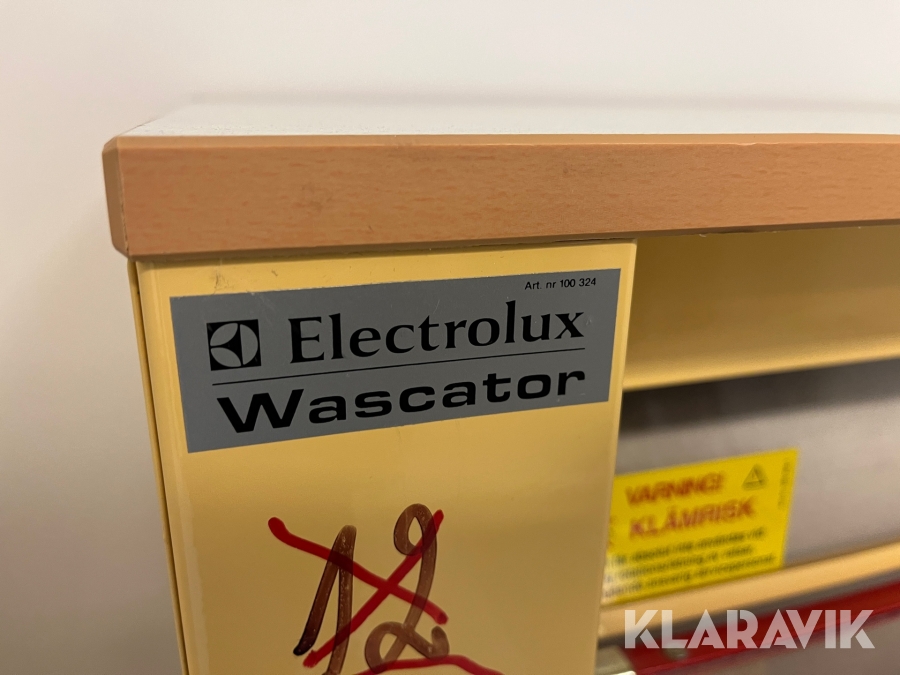 Art. nr 100 324
Electrolux
Wascator
12
VARNING!
KLÄMRISK
KLARAVIK